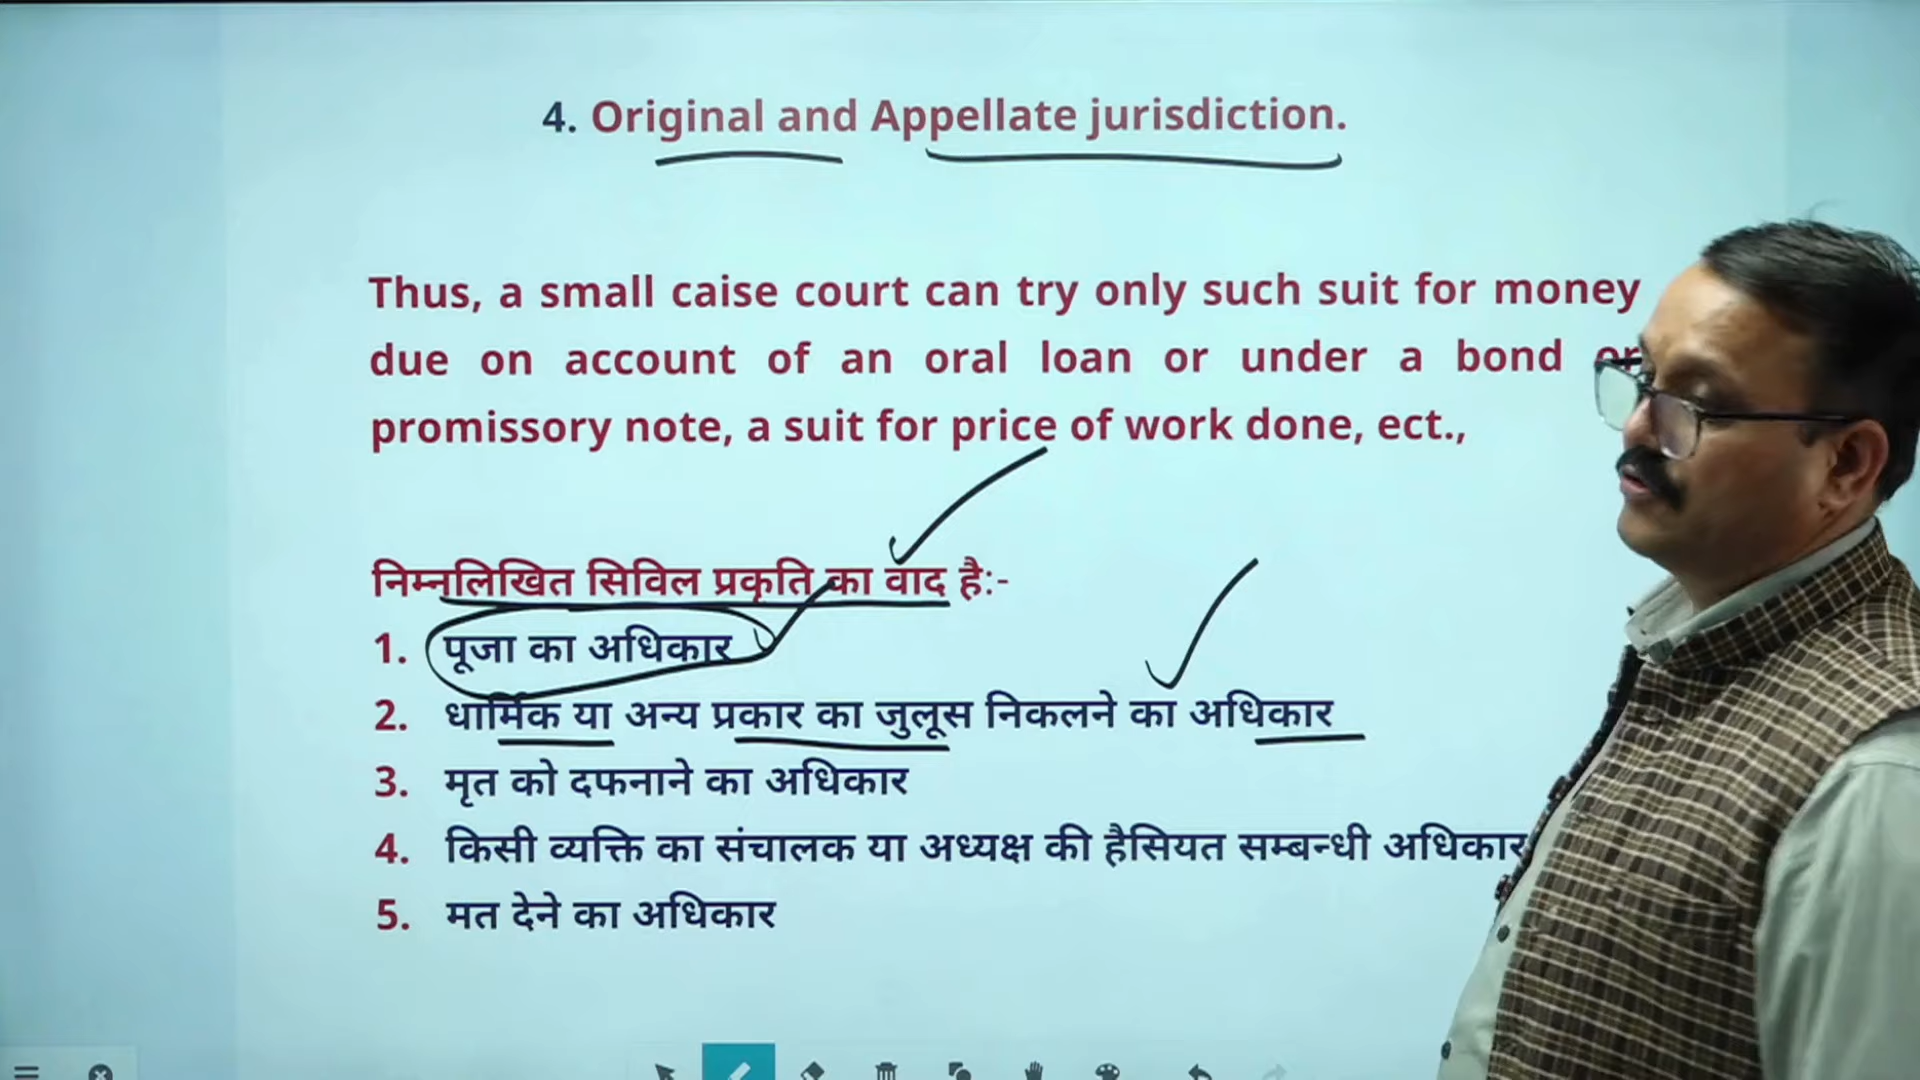 4. Original and Appellate jurisdiction.
Thus, a small caise court can try only such suit for money
due on account of an oral loan or under a bond or
promissory note, a suit for price of work done, ect.,
निम्नलिखित सिविल प्रकृति का वाद है:-
1. पूजा का अधिकार
2. धार्मिक या अन्य प्रकार का जुलूस निकलने का अधिकार
3. मृत को दफनाने का अधिकार
4. किसी व्यक्ति का संचालक या अध्यक्ष की हैसियत सम्बन्धी अधिकार
5. मत देने का अधिकार